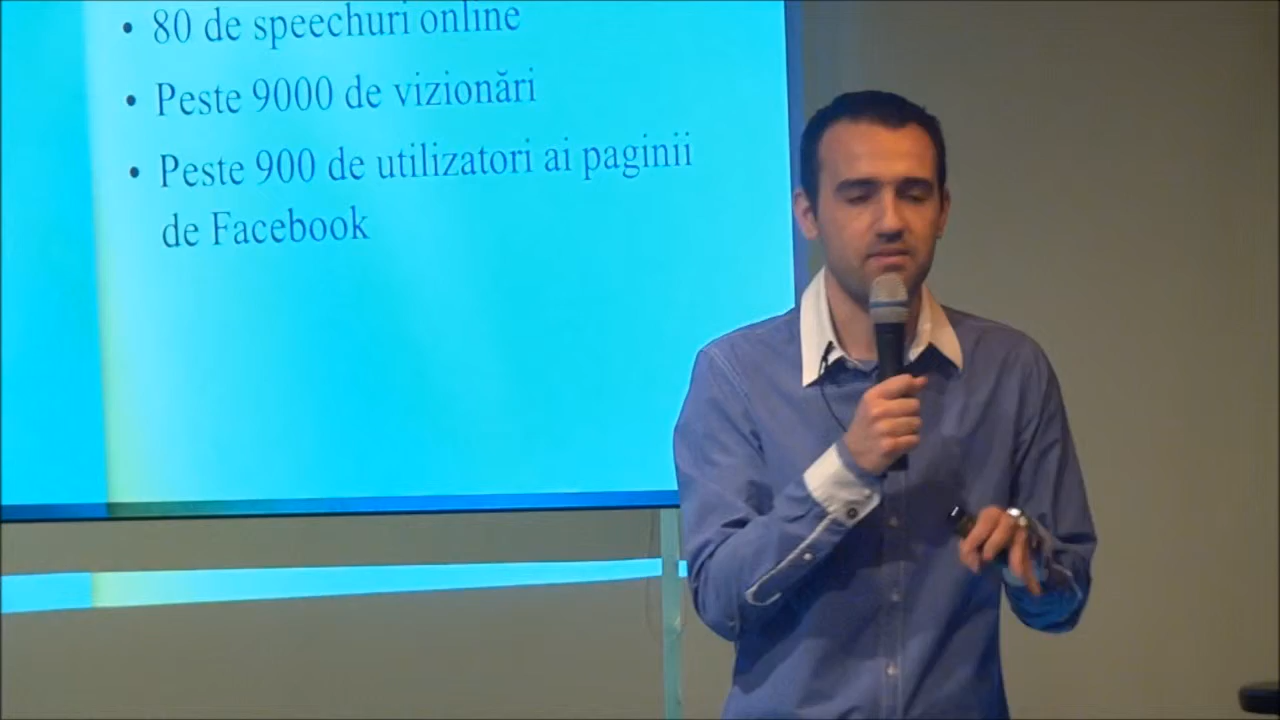 • 80 de speechuri online
• Peste 9000 de vizionări
• Peste 900 de utilizatori ai paginii
de Facebook